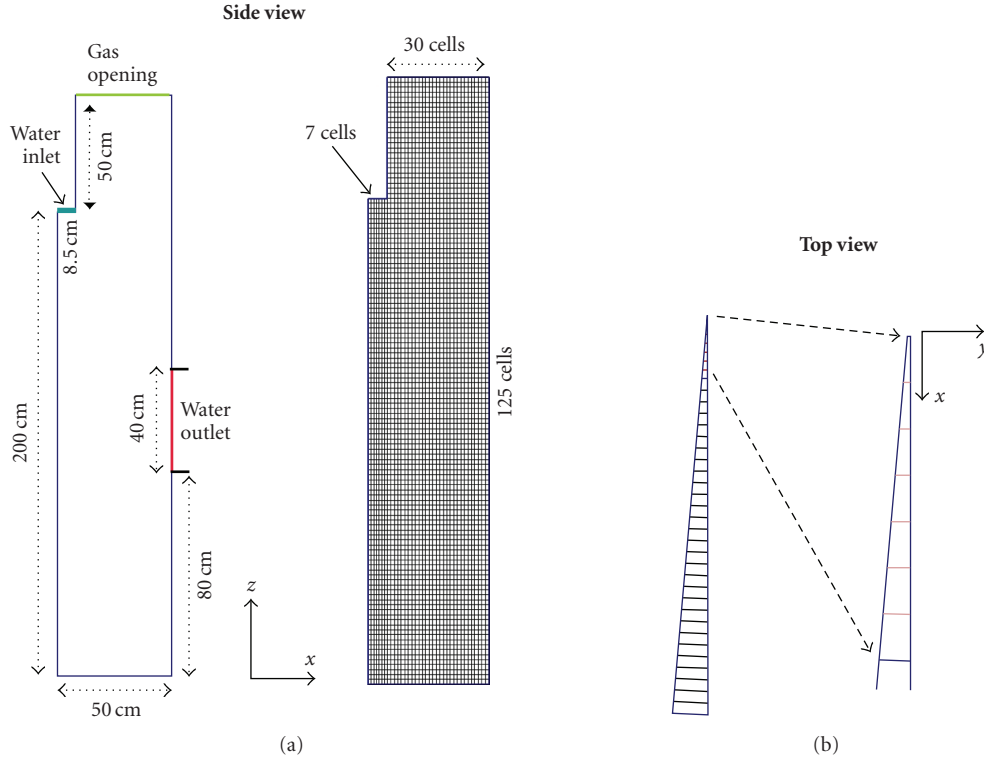 Side view
Gas
opening
Water
inlet
50 cm
8.5 cm
200 cm
40 cm
Water
outlet
80 cm
50 cm
z
x
30 cells
7 cells
125 cells
(a)
Top view
y
x
(b)